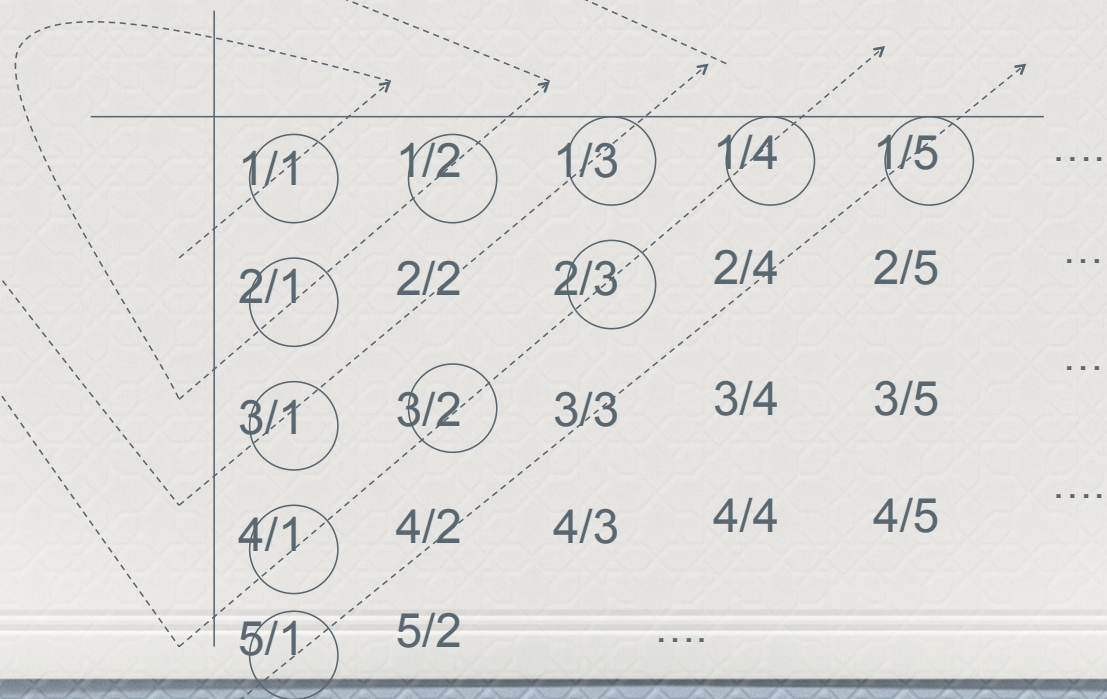 1/1 1/2 1/3 1/4 1/5 ....
2/1 2/2 2/3 2/4 2/5 ...
3/1 3/2 3/3 3/4 3/5 ...
4/1 4/2 4/3 4/4 4/5 ....
5/1 5/2 ....